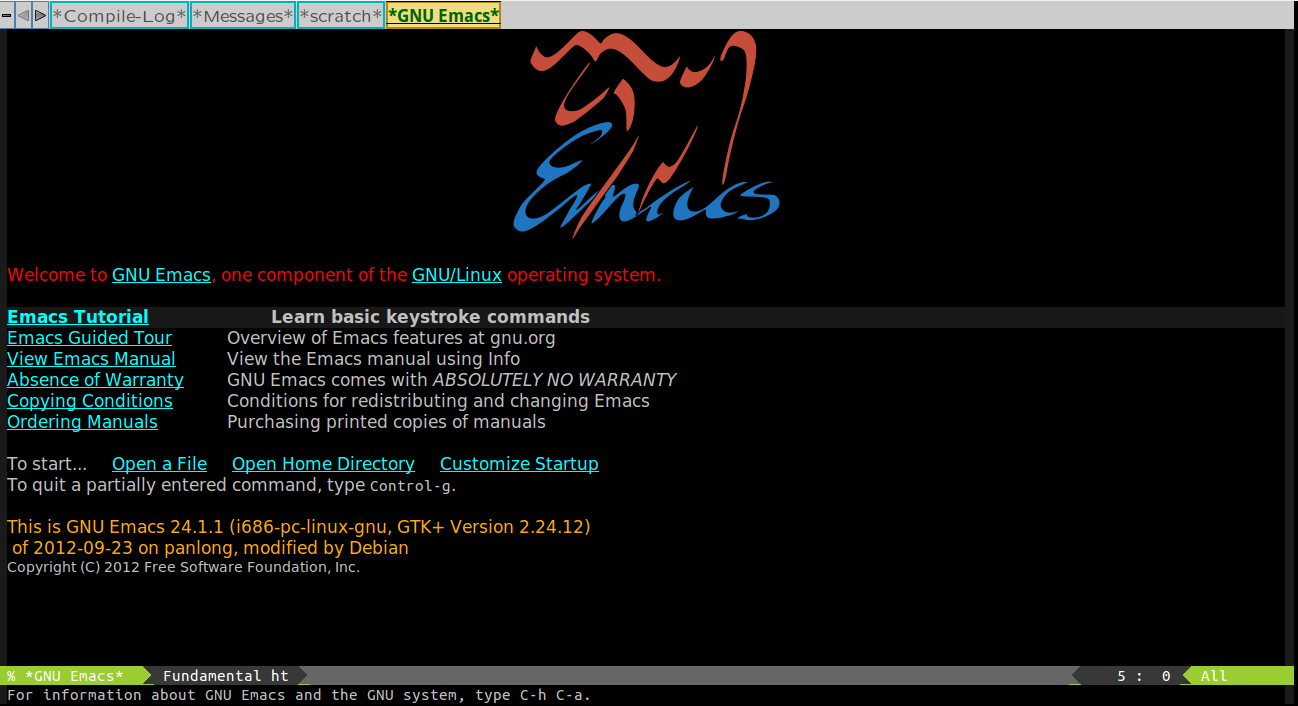 *Compile-Log* *Messages* *scratch* *GNU Emacs*
Emacs
Welcome to GNU Emacs, one component of the GNU/Linux operating system.
Emacs Tutorial Learn basic keystroke commands
Emacs Guided Tour Overview of Emacs features at gnu.org
View Emacs Manual View the Emacs manual using Info
Absence of Warranty GNU Emacs comes with ABSOLUTELY NO WARRANTY
Copying Conditions Conditions for redistributing and changing Emacs
Ordering Manuals Purchasing printed copies of manuals
To start... Open a File Open Home Directory Customize Startup
To quit a partially entered command, type control-g.
This is GNU Emacs 24.1.1 (i686-pc-linux-gnu, GTK+ Version 2.24.12)
of 2012-09-23 on panlong, modified by Debian
Copyright (C) 2012 Free Software Foundation, Inc.
% *GNU Emacs* Fundamental ht 5 : 0 All
For information about GNU Emacs and the GNU system, type C-h C-a.